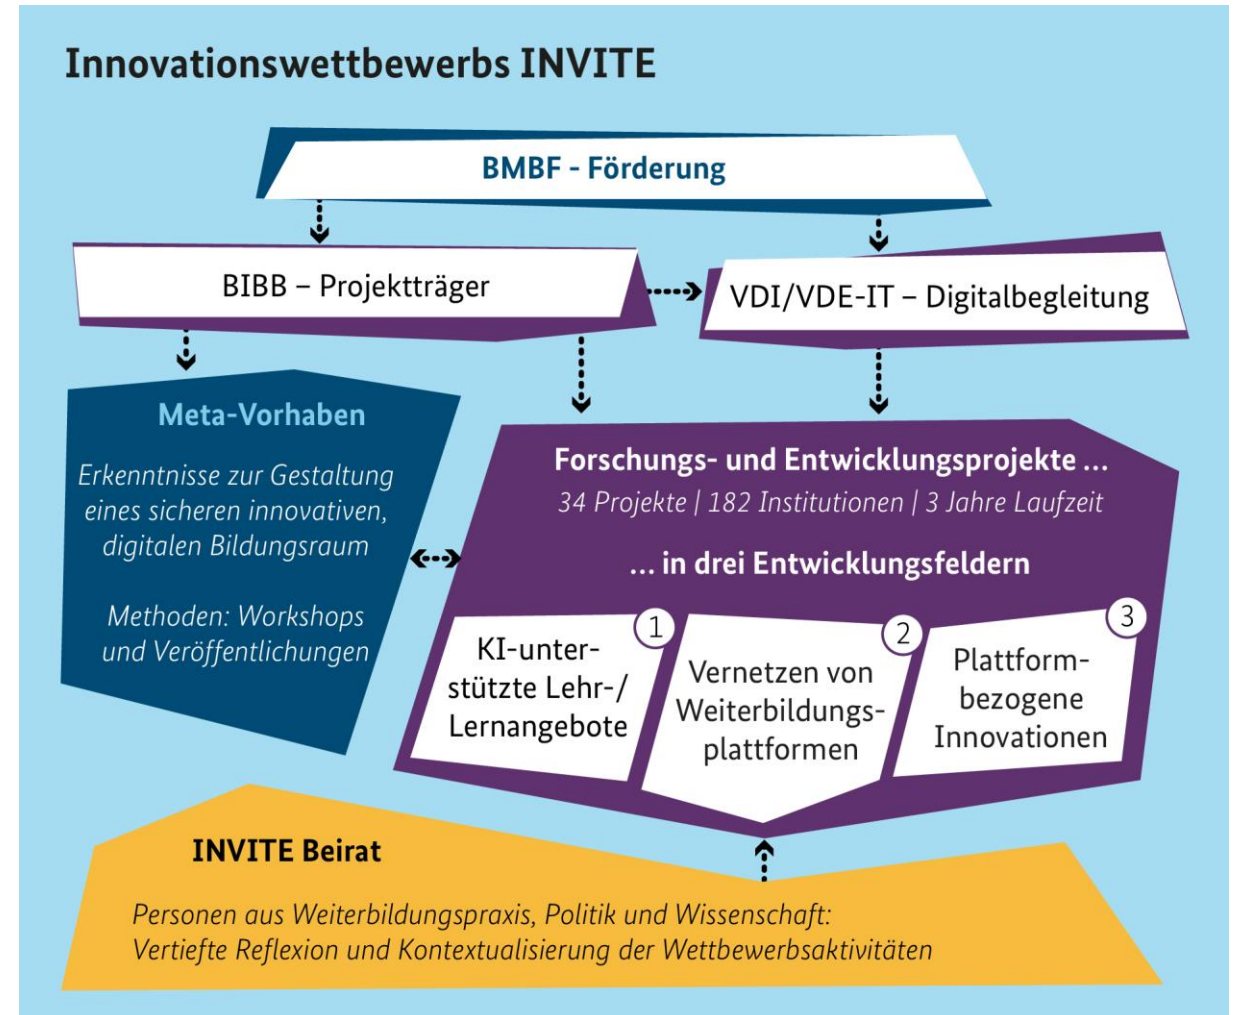 Innovationswettbewerbs INVITE
BMBF - Förderung
BIBB – Projektträger
VDI/VDE-IT – Digitalbegleitung
Meta-Vorhaben
Erkenntnisse zur Gestaltung
eines sicheren innovativen,
digitalen Bildungsraum
Methoden: Workshops
und Veröffentlichungen
Forschungs- und Entwicklungsprojekte ...
34 Projekte | 182 Institutionen | 3 Jahre Laufzeit
... in drei Entwicklungsfeldern
1
KI-unter-
stützte Lehr-/
Lernangebote
2
Vernetzen von
Weiterbildungs-
plattformen
3
Plattform-
bezogene
Innovationen
INVITE Beirat
Personen aus Weiterbildungspraxis, Politik und Wissenschaft:
Vertiefte Reflexion und Kontextualisierung der Wettbewerbsaktivitäten